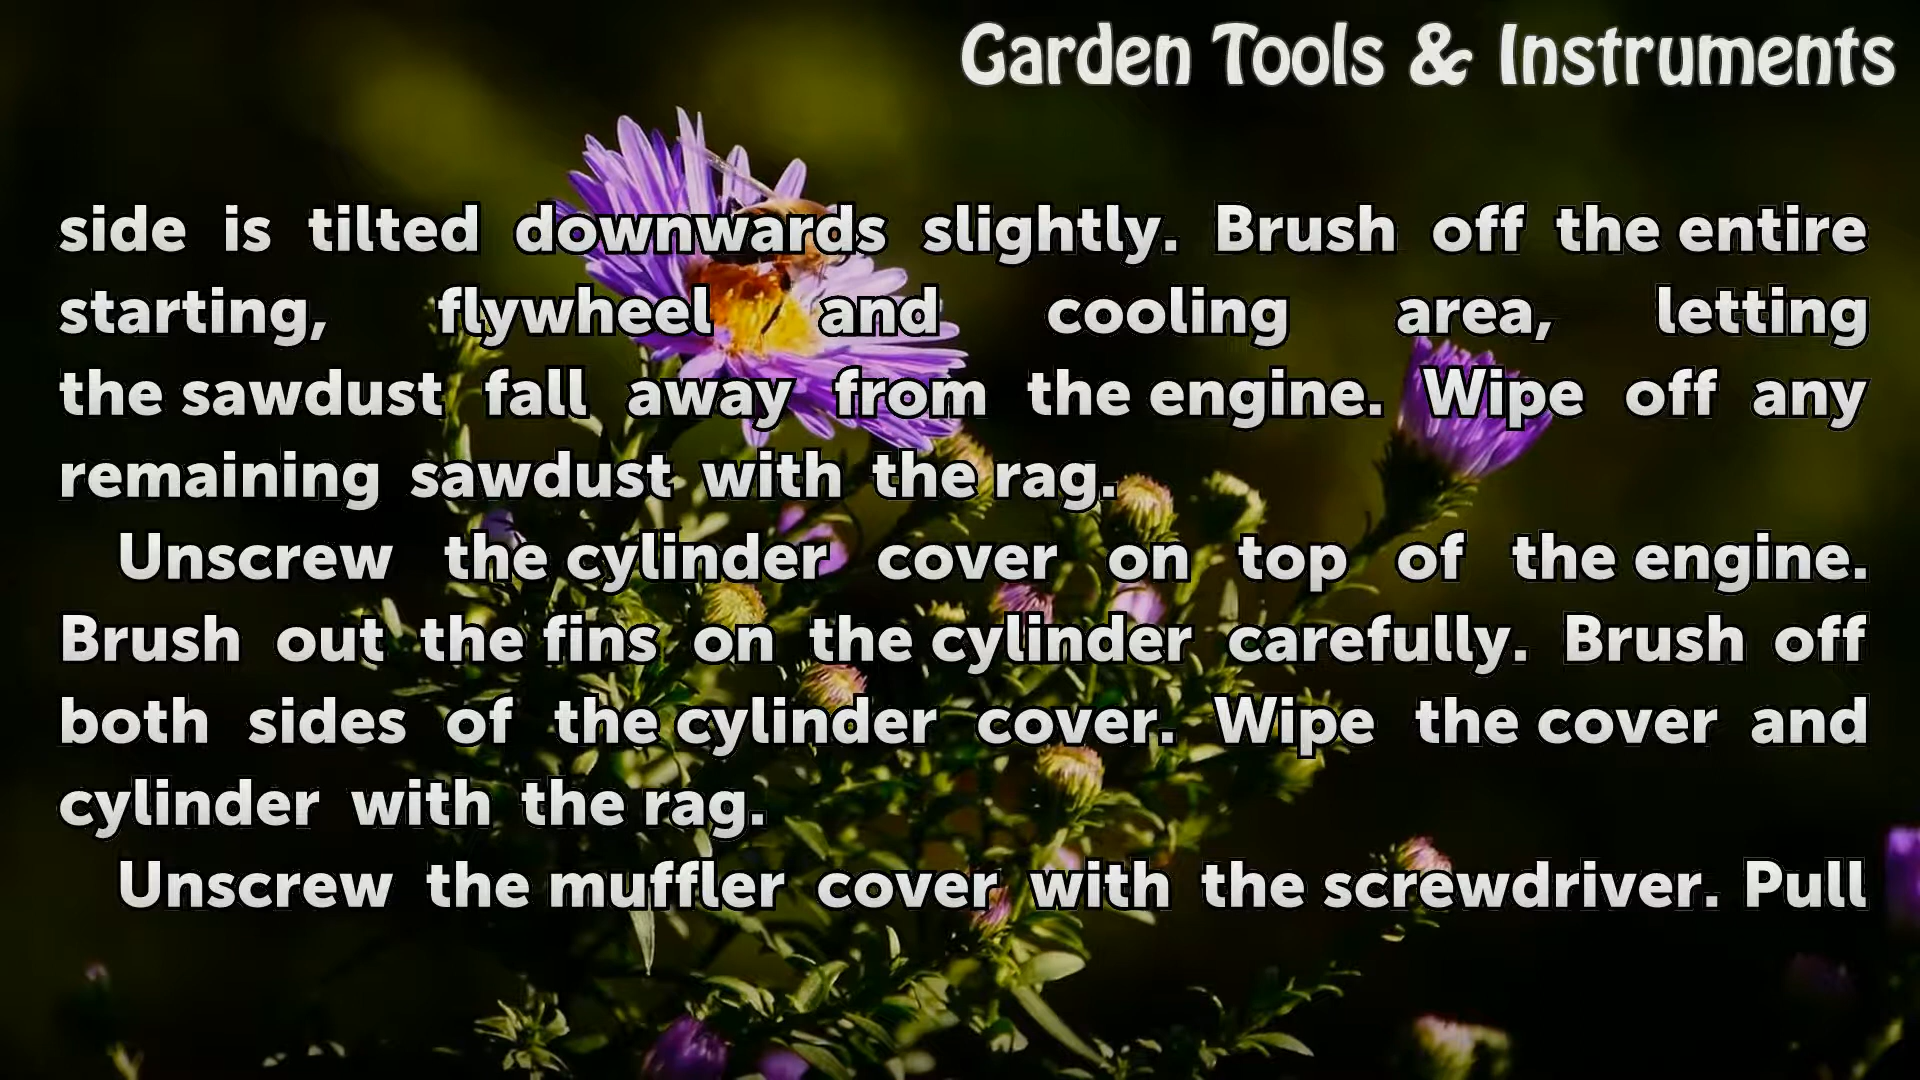 Garden Tools & Instruments
side is tilted downwards slightly. Brush off the entire
starting, flywheel and cooling area, letting
the sawdust fall away from the engine. Wipe off any
remaining sawdust with the rag.
Unscrew the cylinder cover on top of the engine.
Brush out the fins on the cylinder carefully. Brush off
both sides of the cylinder cover. Wipe the cover and
cylinder with the rag.
Unscrew the muffler cover with the screwdriver. Pull